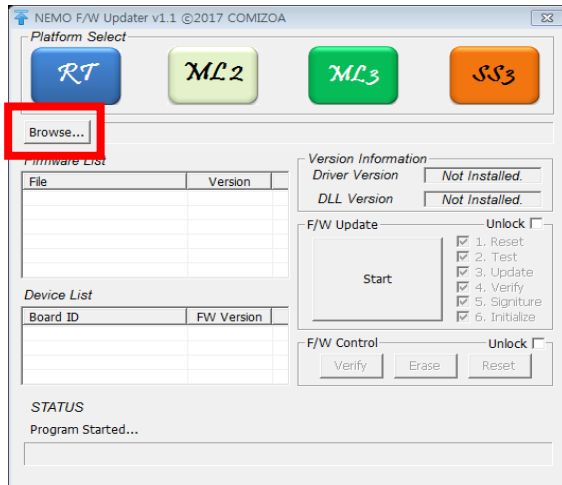 NEMO F/W Updater v1.1 ©2017 COMIZOA
Platform Select
RT
ML2
ML3
SS3
Browse...
Firmware List
File
Version
Version Information
Driver Version
Not Installed.
DLL Version
Not Installed.
F/W Update
Unlock
Start
1. Reset
2. Test
3. Update
4. Verify
5. Signiture
6. Initialize
Device List
Board ID
FW Version
F/W Control
Unlock
Verify
Erase
Reset
STATUS
Program Started...